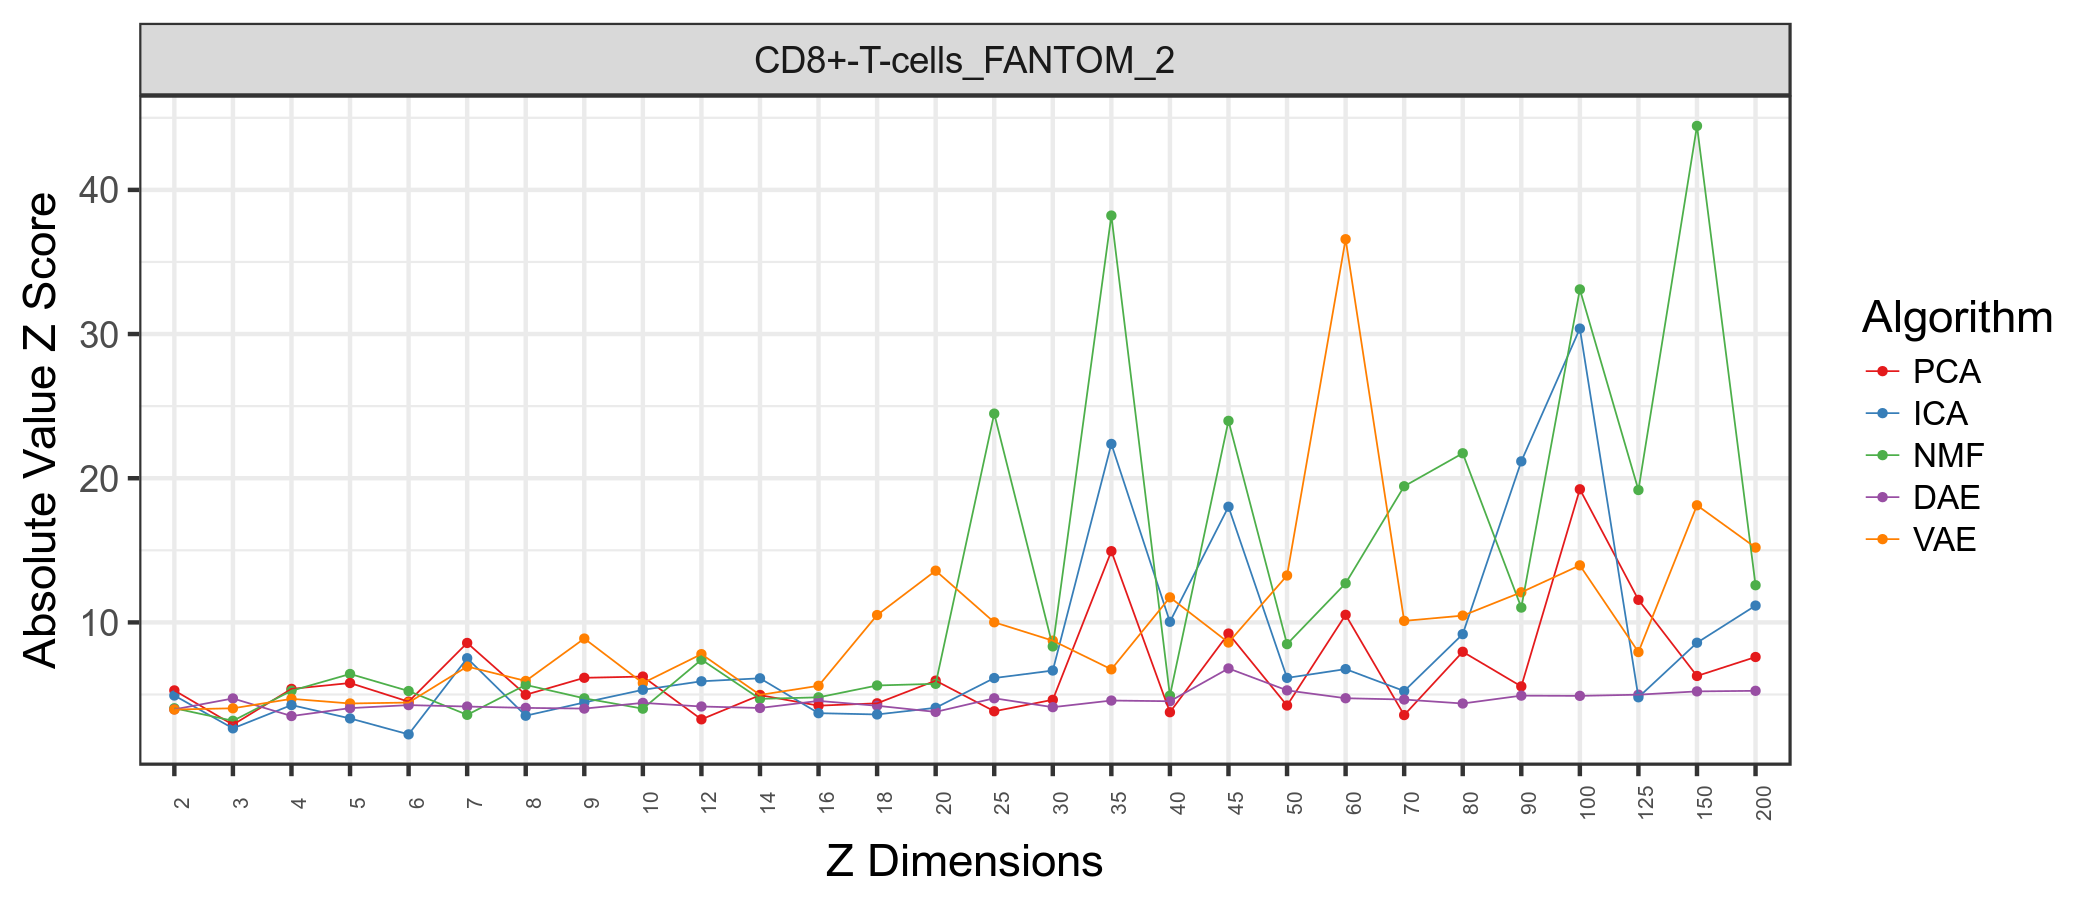 CD8+-T-cells_FANTOM_2
Absolute Value Z Score
40
30
20
10
2 3 4 5 6 7 8 9 10 12 14 16 18 20 25 30 35 40 45 50 60 70 80 90 100 125 150 200
Z Dimensions
Algorithm
PCA
ICA
NMF
DAE
VAE